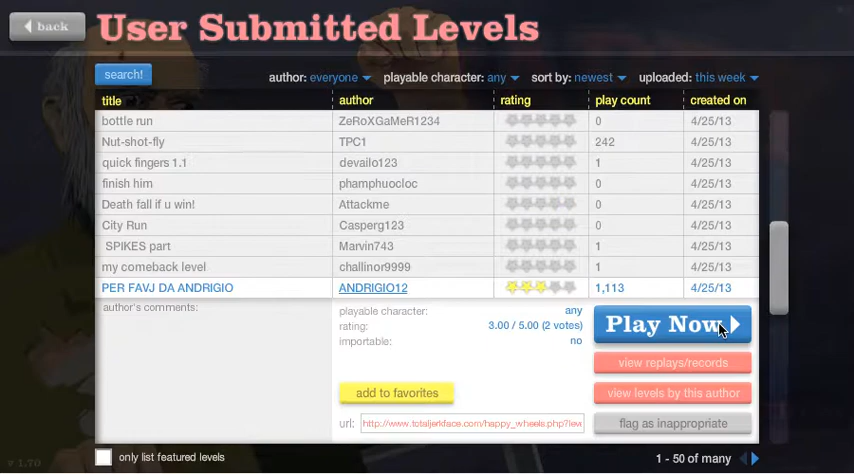 back
User Submitted Levels
search!
author: everyone playable character: any sort by: newest uploaded: this week
title author rating play count created on
bottle run ZeRoXGaMeR1234 0 4/25/13
Nut-shot-fly TPC1 242 4/25/13
quick fingers 1.1 devailo123 1 4/25/13
finish him phamphuocloc 0 4/25/13
Death fall if u win! Attackme 0 4/25/13
City Run Casperg123 0 4/25/13
SPIKES part Marvin743 1 4/25/13
my comeback level challinor9999 1 4/25/13
PER FAVJ DA ANDRIGIO ANDRIGIO12 1,113 4/25/13
author's comments:
playable character: any
rating: 3.00 / 5.00 (2 votes)
importable: no
Play Now
view replays/records
add to favorites
view levels by this author
url: http://www.totaljerkface.com/happy_wheels.php?lev
flag as inappropriate
only list featured levels
1 - 50 of many
v 1.70